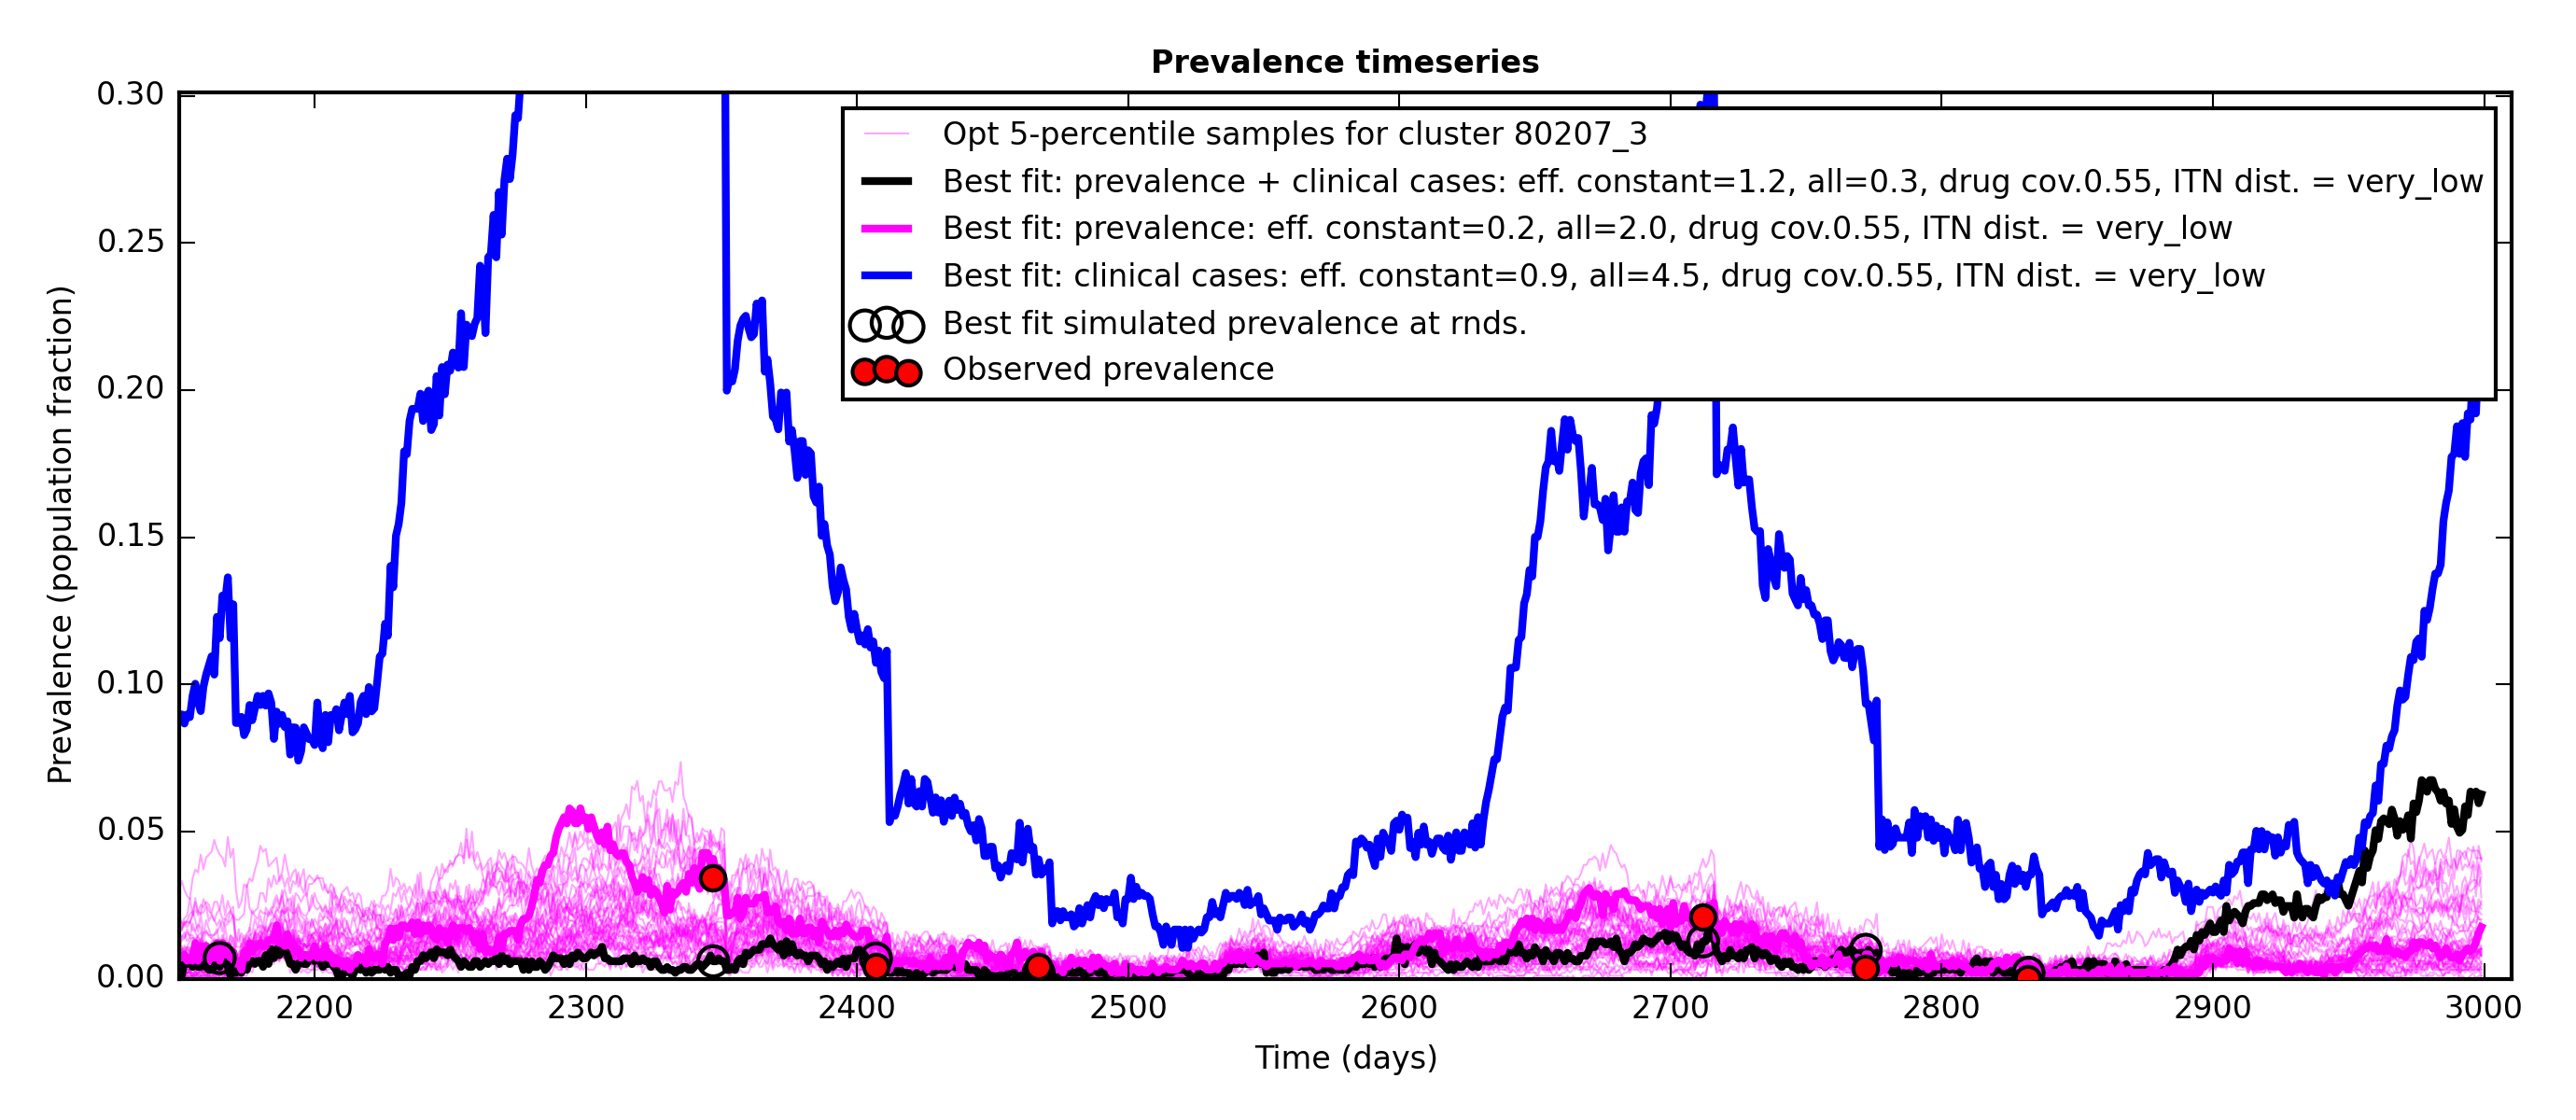 Prevalence timeseries
0.30
0.25
0.20
0.15
0.10
0.05
0.00
Prevalence (population fraction)
Opt 5-percentile samples for cluster 80207_3
Best fit: prevalence + clinical cases: eff. constant=1.2, all=0.3, drug cov.0.55, ITN dist. = very_low
Best fit: prevalence: eff. constant=0.2, all=2.0, drug cov.0.55, ITN dist. = very_low
Best fit: clinical cases: eff. constant=0.9, all=4.5, drug cov.0.55, ITN dist. = very_low
Best fit simulated prevalence at rnds.
Observed prevalence
2200 2300 2400 2500 2600 2700 2800 2900 3000
Time (days)